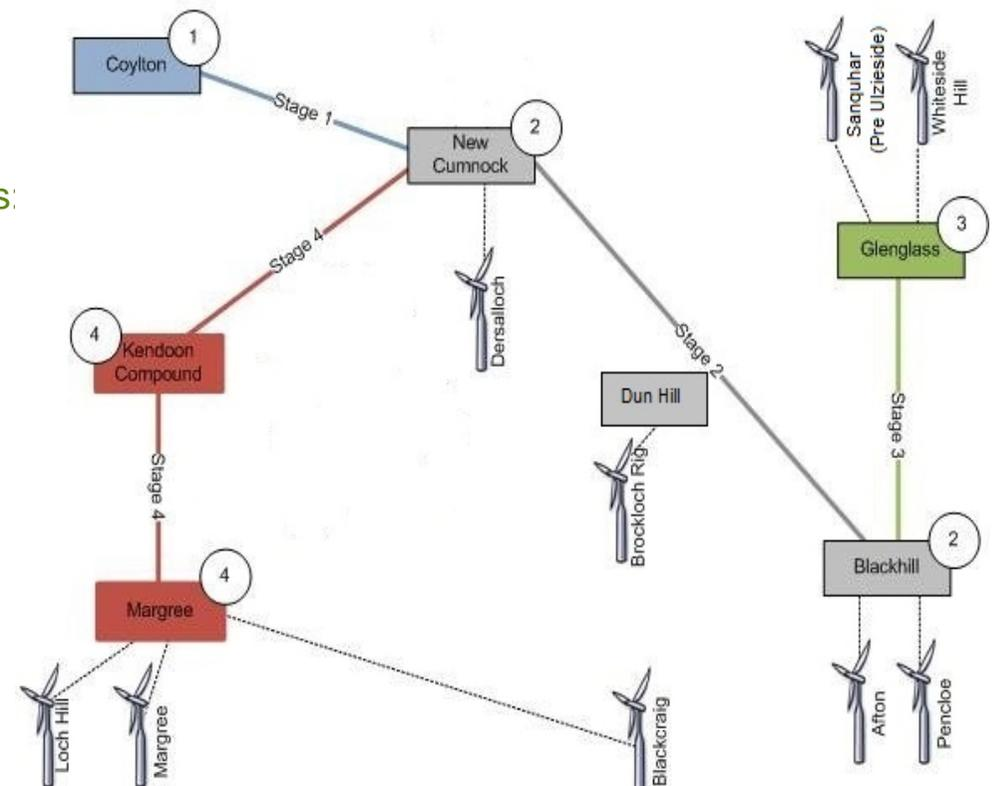 1
Coylton
Stage 1
2
New
Cumnock
Sanquhar
(Pre Ulzieside)
Whiteside
Hill
s:
3
Glenglass
Stage 4
Dersalloch
4
Kendoon
Compound
Stage 2
Dun Hill
Stage 3
Brockloch Rig
Stage 4
2
Blackhill
4
Margree
Loch Hill
Margree
Blackcraig
Afton
Pencloe